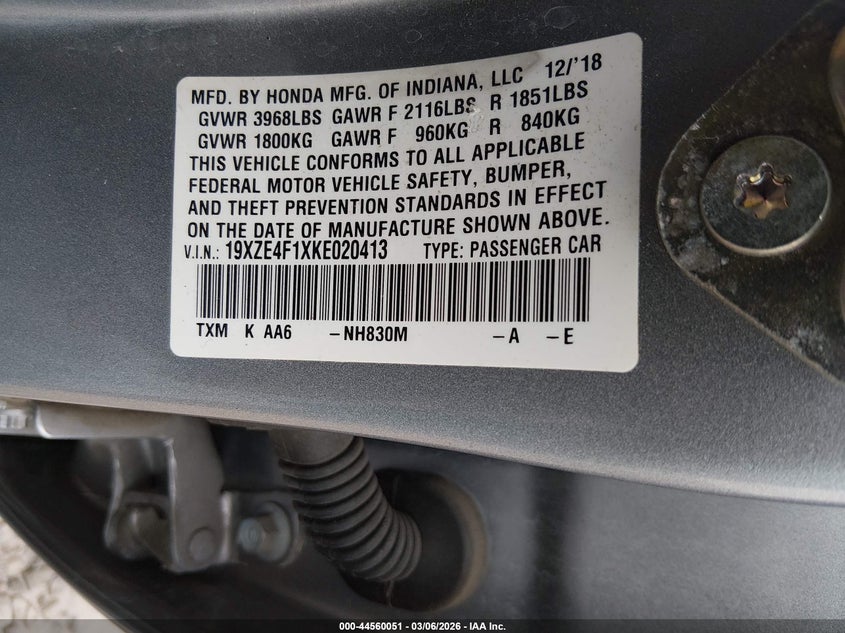 MFD. BY HONDA MFG. OF INDIANA, LLC 12/'18
GVWR 3968LBS GAWR F 2116LBS R 1851LBS
GVWR 1800KG GAWR F 960KG R 840KG
THIS VEHICLE CONFORMS TO ALL APPLICABLE
FEDERAL MOTOR VEHICLE SAFETY, BUMPER,
AND THEFT PREVENTION STANDARDS IN EFFECT
ON THE DATE OF MANUFACTURE SHOWN ABOVE.
V.I.N.: 19XZE4F1XKE020413 TYPE: PASSENGER CAR
TXM K AA6 -NH830M -A -E
000-44560051 | 03/06/2026 - IAA Inc.